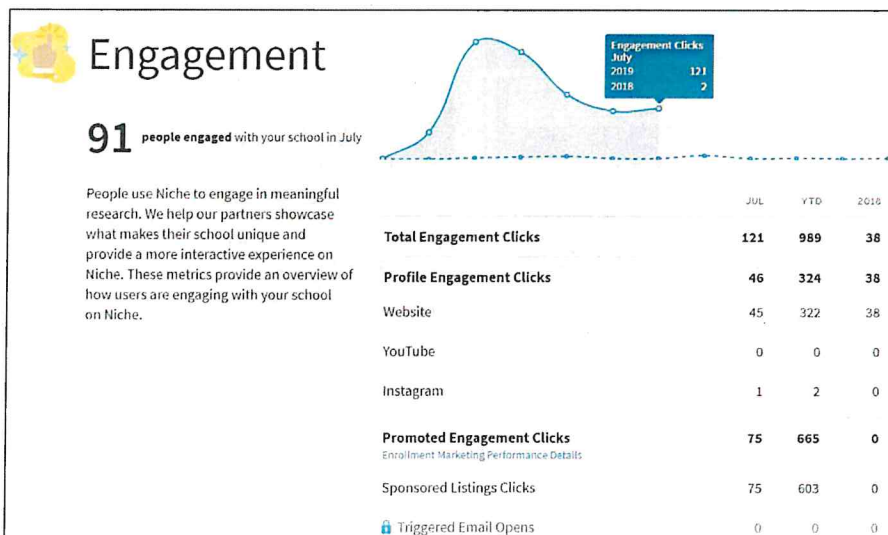 Engagement
Engagement Clicks
July
2019 121
2018 2
91 people engaged with your school in July
People use Niche to engage in meaningful
research. We help our partners showcase
what makes their school unique and
provide a more interactive experience on
Niche. These metrics provide an overview of
how users are engaging with your school
on Niche.
JUL YTD 2018
Total Engagement Clicks 121 989 38
Profile Engagement Clicks 46 324 38
Website 45 322 38
YouTube 0 0 0
Instagram 1 2 0
Promoted Engagement Clicks 75 665 0
Enrollment Marketing Performance Details
Sponsored Listings Clicks 75 603 0
Triggered Email Opens 0 0 0